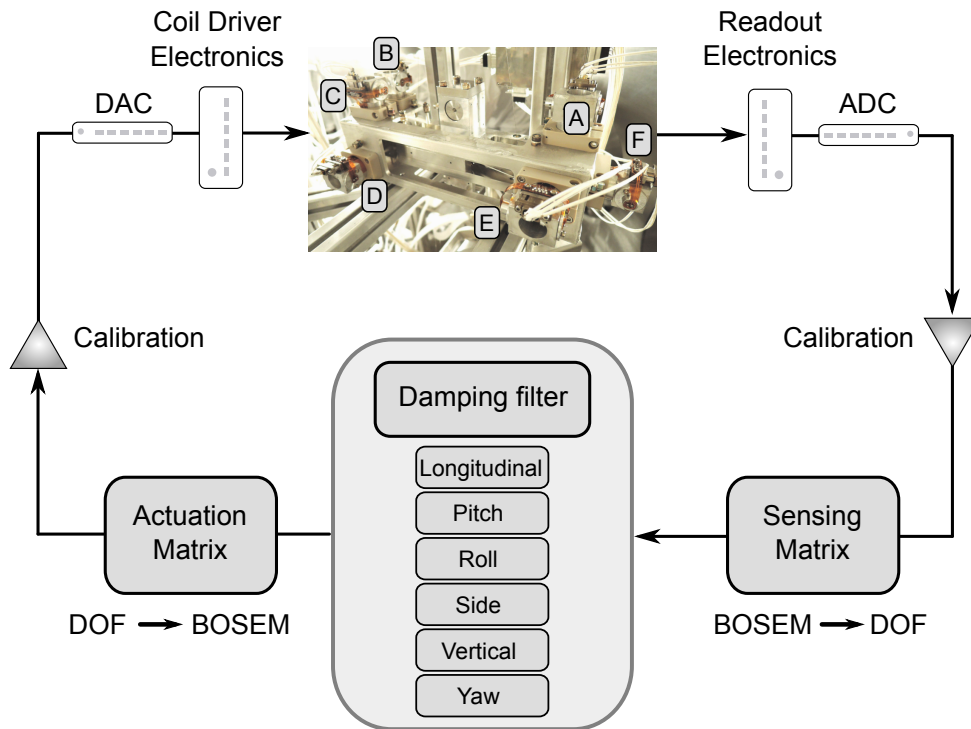 Coil Driver
Electronics
Readout
Electronics
DAC
ADC
B
C
A
F
D
E
Calibration
Calibration
Damping filter
Longitudinal
Pitch
Roll
Side
Vertical
Yaw
Actuation
Matrix
Sensing
Matrix
DOF → BOSEM
BOSEM → DOF